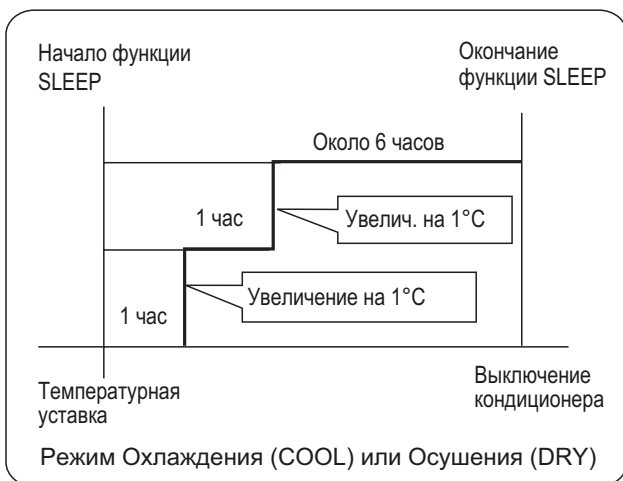 Начало функции
SLEEP
Окончание
функции SLEEP
Около 6 часов
1 час
Увелич. на 1°C
1 час
Увеличение на 1°C
Температурная
уставка
Выключение
кондиционера
Режим Охлаждения (COOL) или Осушения (DRY)